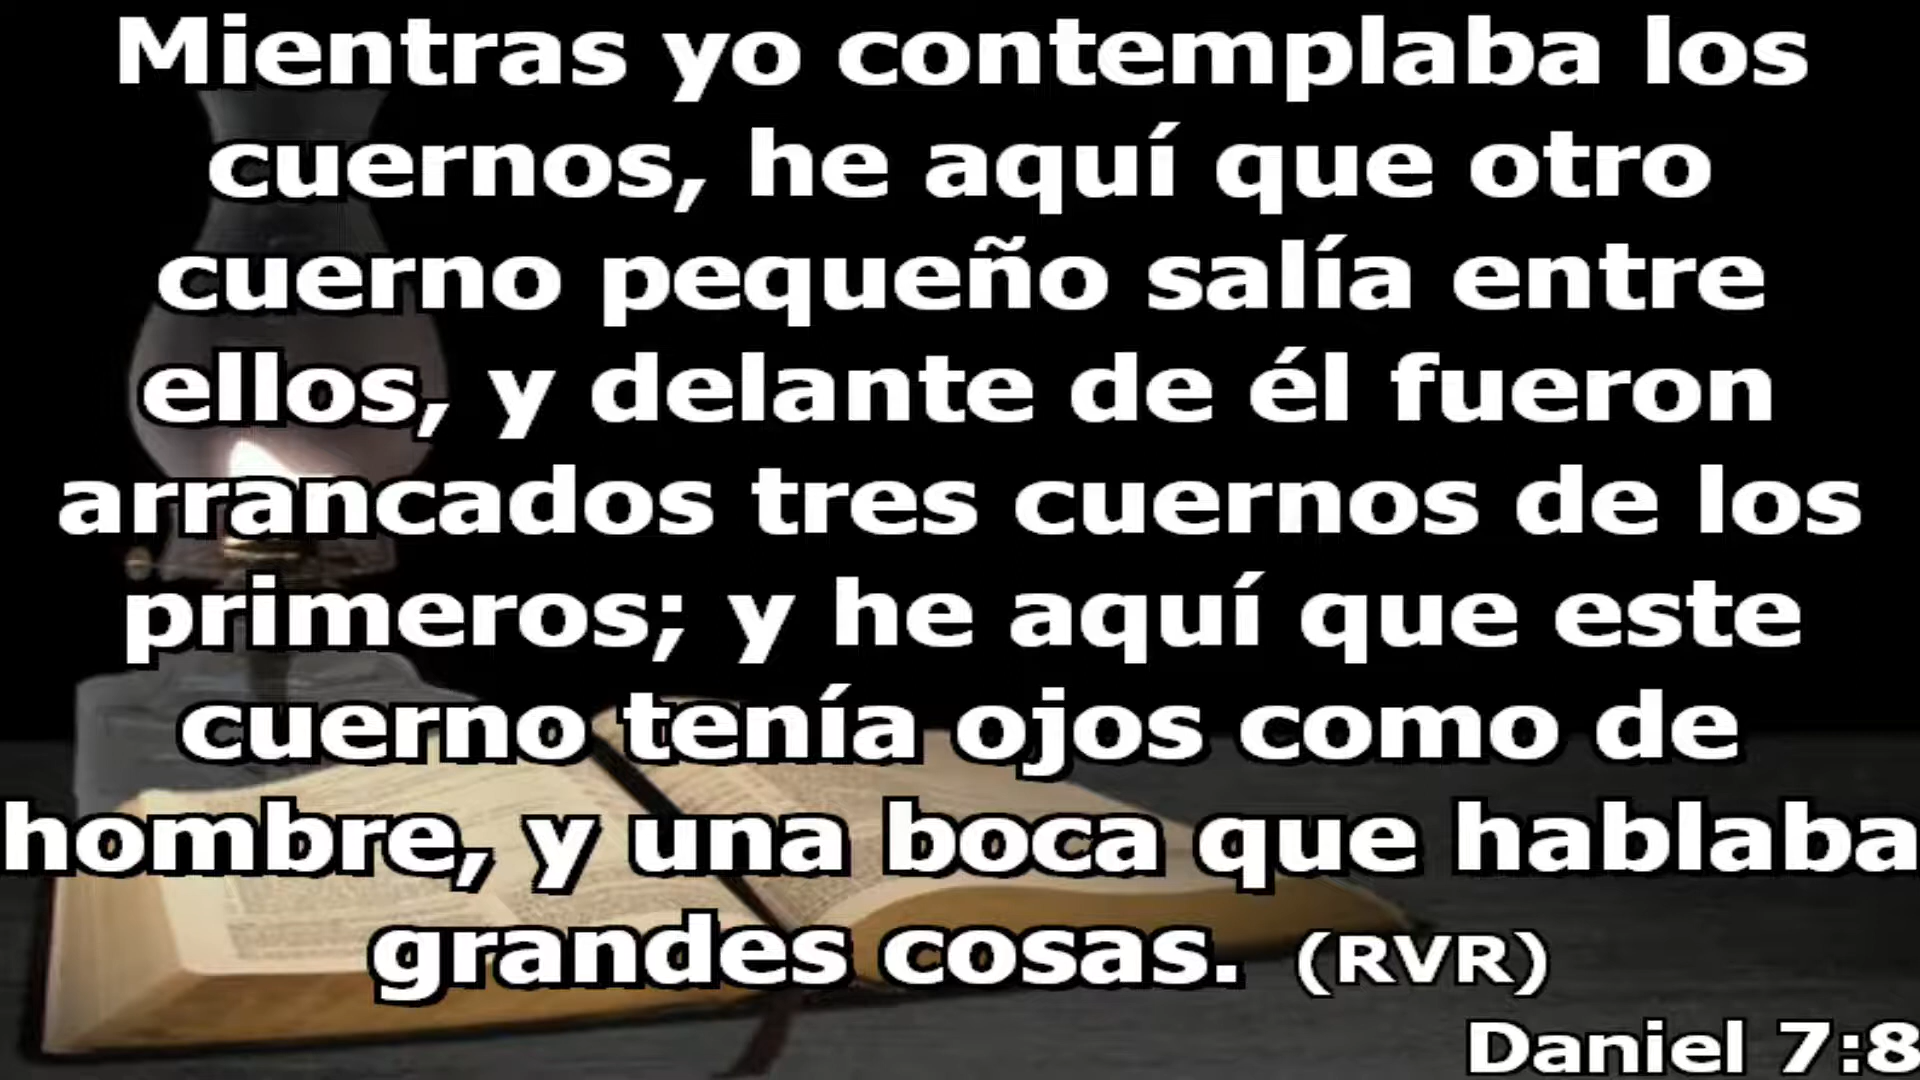 Mientras yo contemplaba los
cuernos, he aquí que otro
cuerno pequeño salía entre
ellos, y delante de él fueron
arrancados tres cuernos de los
primeros; y he aquí que este
cuerno tenía ojos como de
hombre, y una boca que hablaba
grandes cosas. (RVR)
Daniel 7:8